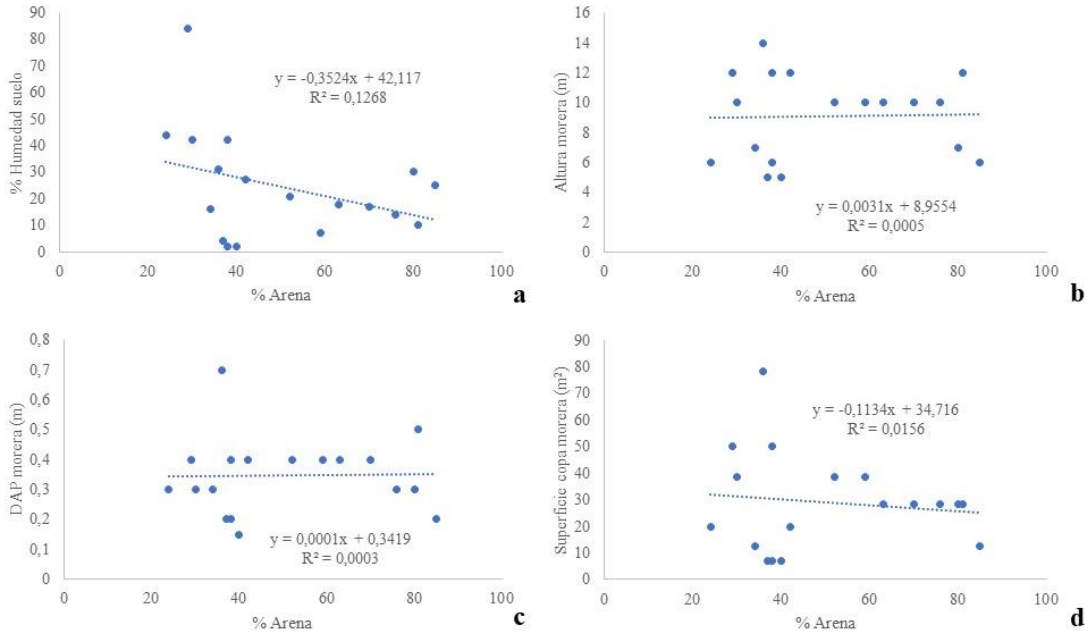 90
80
70
60
50
40
30
20
10
0
% Humedad suelo
y = -0,3524x + 42,117
R² = 0,1268
0 20 40 60 80 100
% Arena
a
16
14
12
10
8
6
4
2
0
Altura morera (m)
y = 0,0031x + 8,9554
R² = 0,0005
0 20 40 60 80 100
% Arena
b
0,8
0,7
0,6
0,5
0,4
0,3
0,2
0,1
0
DAP morera (m)
y = 0,0001x + 0,3419
R² = 0,0003
0 20 40 60 80 100
% Arena
c
90
80
70
60
50
40
30
20
10
0
Superficie copa morera (m²)
y = -0,1134x + 34,716
R² = 0,0156
0 20 40 60 80 100
% Arena
d